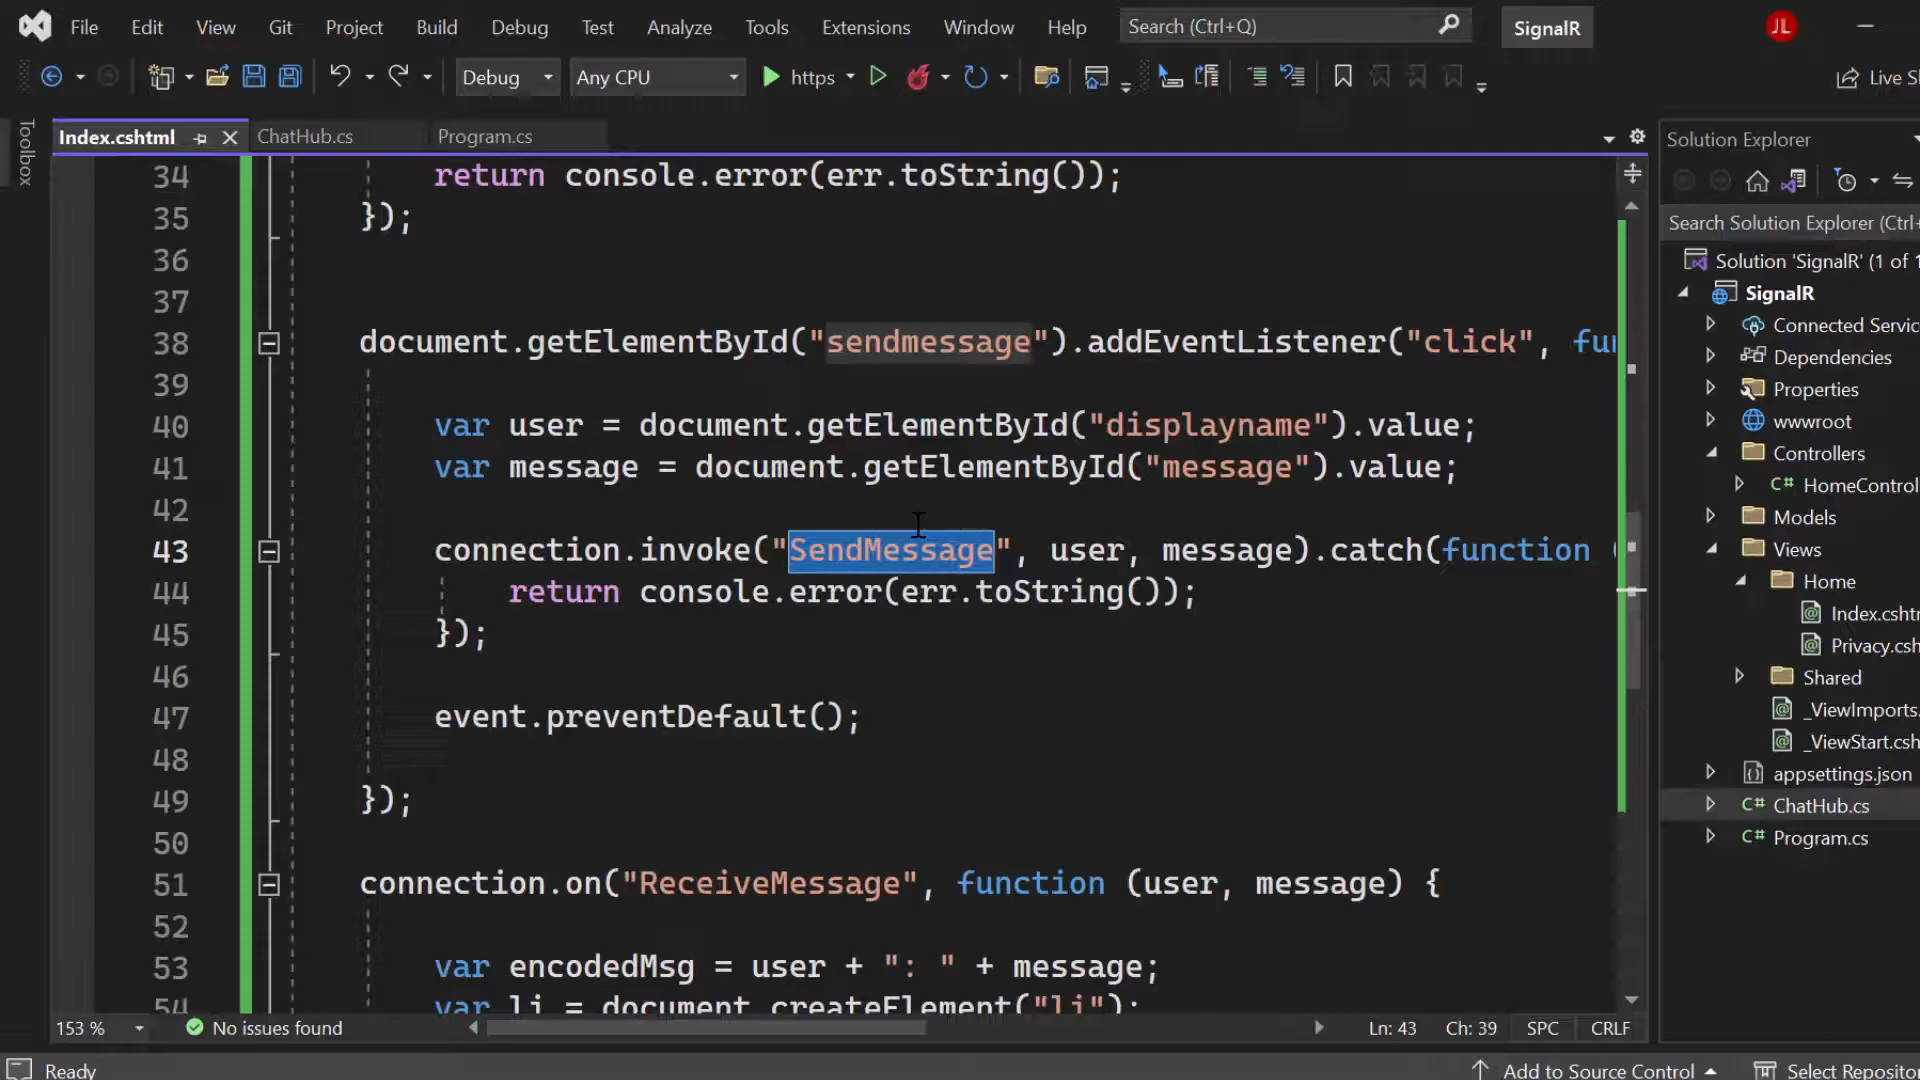 File Edit View Git Project Build Debug Test Analyze Tools Extensions Window Help Search (Ctrl+Q) SignalR JL
Debug Any CPU https Live S
Toolbox
Index.cshtml ChatHub.cs Program.cs
34 return console.error(err.toString());
35 });
36
37
38 document.getElementById("sendmessage").addEventListener("click", fu
39
40 var user = document.getElementById("displayname").value;
41 var message = document.getElementById("message").value;
42
43 connection.invoke("SendMessage", user, message).catch(function (
44 return console.error(err.toString());
45 });
46
47 event.preventDefault();
48
49 });
50
51 connection.on("ReceiveMessage", function (user, message) {
52
53 var encodedMsg = user + ": " + message;
54 var li = document.createElement("li");
153 % No issues found Ln: 43 Ch: 39 SPC CRLF
Ready Add to Source Control Select Reposito
Solution Explorer
Search Solution Explorer (Ctrl+
Solution 'SignalR' (1 of 1
SignalR
Connected Servic
Dependencies
Properties
wwwroot
Controllers
C# HomeControl
Models
Views
Home
Index.csht
Privacy.csh
Shared
_ViewImports.
_ViewStart.csh
appsettings.json
C# ChatHub.cs
C# Program.cs